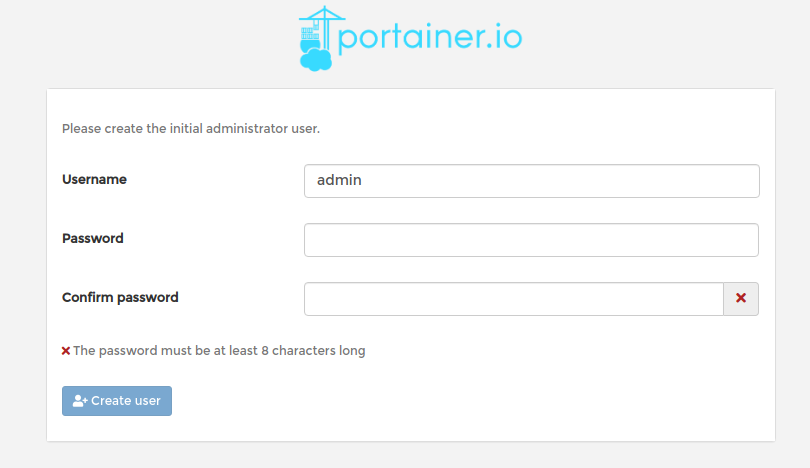 portainer.io
Please create the initial administrator user.
Username
admin
Password
Confirm password
The password must be at least 8 characters long
Create user